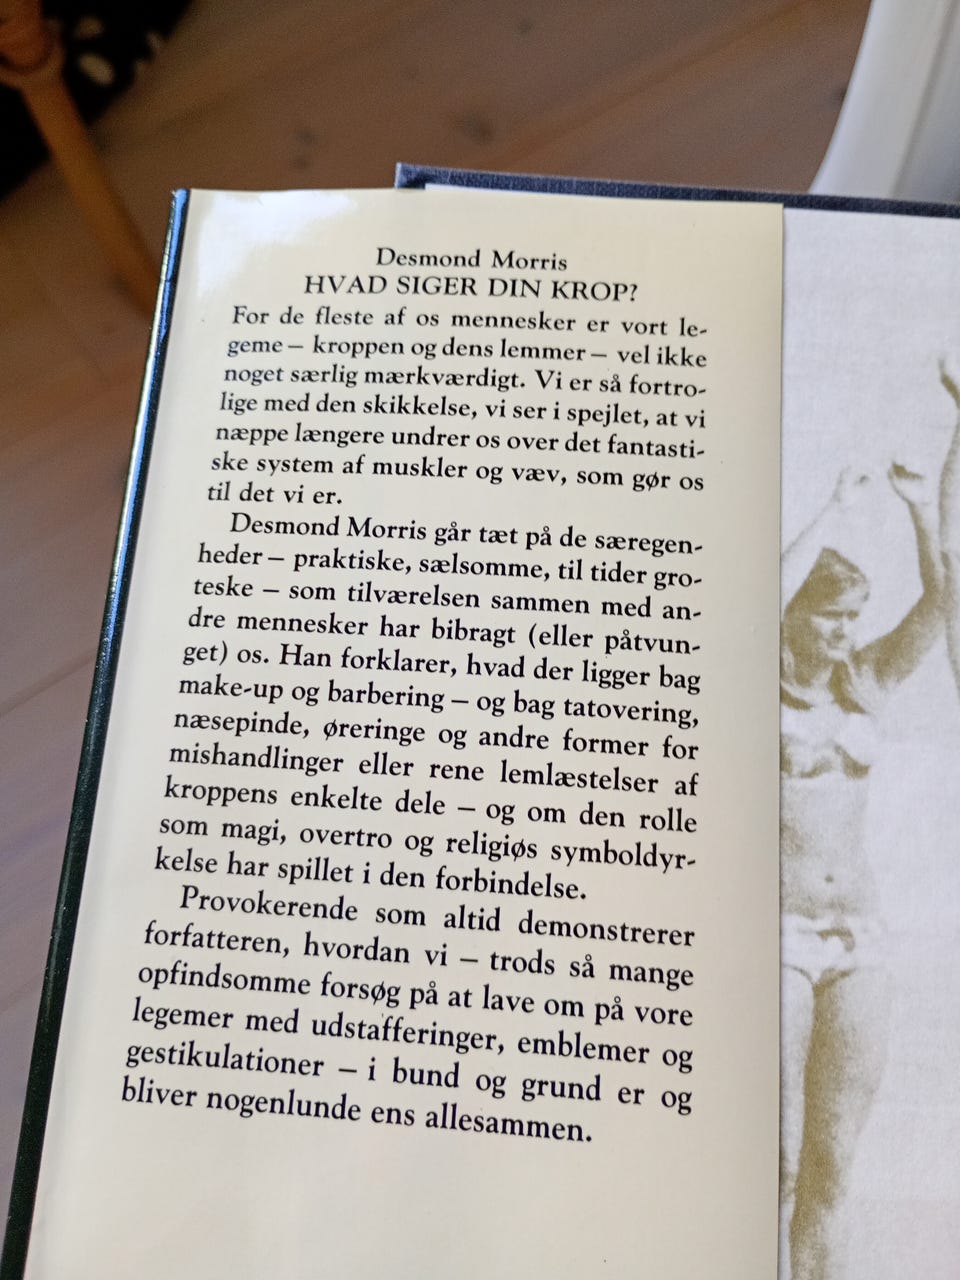 Desmond Morris
HVAD SIGER DIN KROP?
For de fleste af os mennesker er vort le-
geme – kroppen og dens lemmer – vel ikke
noget særlig mærkværdigt. Vi er så fortro-
lige med den skikkelse, vi ser i spejlet, at vi
næppe længere undrer os over det fantasti-
ske system af muskler og væv, som gør os
til det vi er.
Desmond Morris går tæt på de særegen-
heder – praktiske, sælsomme, til tider gro-
teske – som tilværelsen sammen med an-
dre mennesker har bibragt (eller påtvun-
get) os. Han forklarer, hvad der ligger bag
make-up og barbering – og bag tatovering,
næsepinde, øreringe og andre former for
mishandlinger eller rene lemlæstelser af
kroppens enkelte dele – og om den rolle
som magi, overtro og religiøs symboldyr-
kelse har spillet i den forbindelse.
Provokerende som altid demonstrerer
forfatteren, hvordan vi – trods så mange
opfindsomme forsøg på at lave om på vore
legemer med udstafferinger, emblemer og
gestikulationer – i bund og grund er og
bliver nogenlunde ens allesammen.